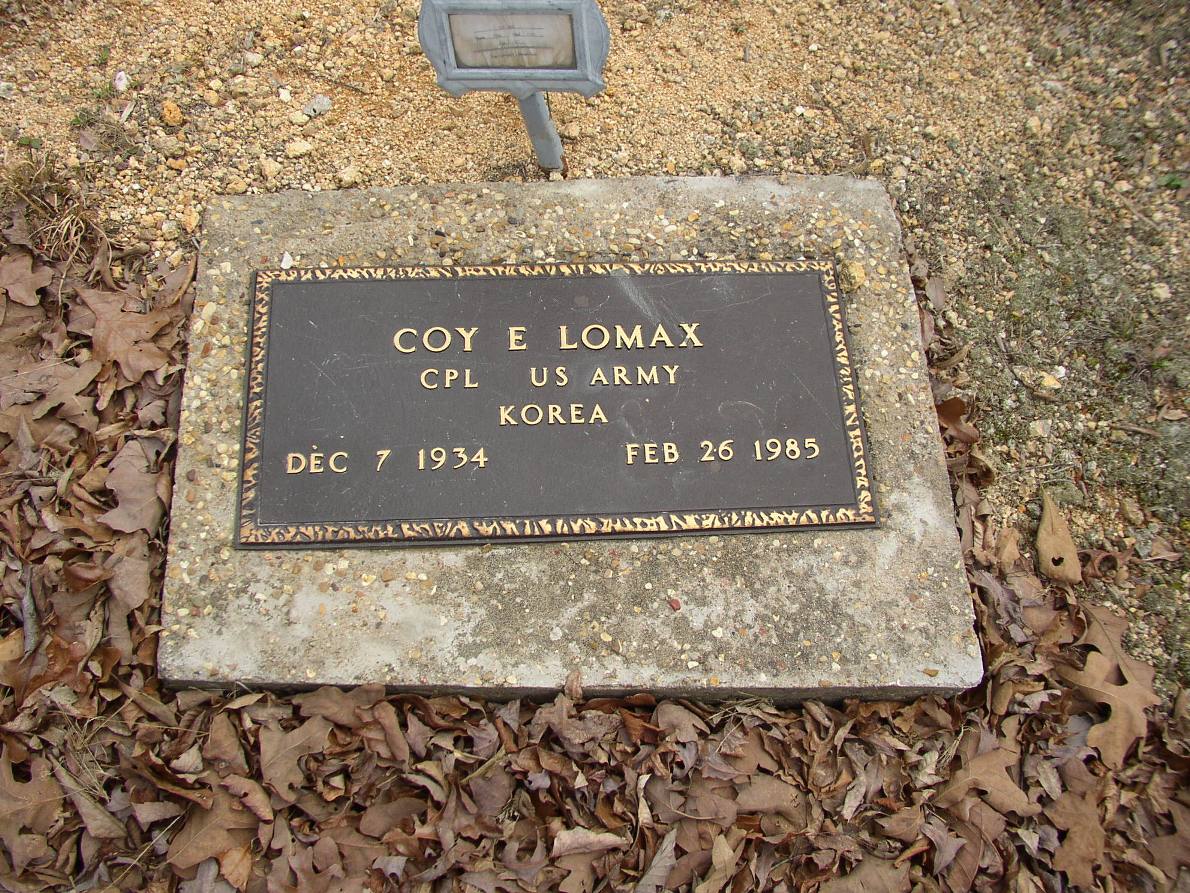 COY E LOMAX
CPL US ARMY
KOREA
DEC 7 1934 FEB 26 1985